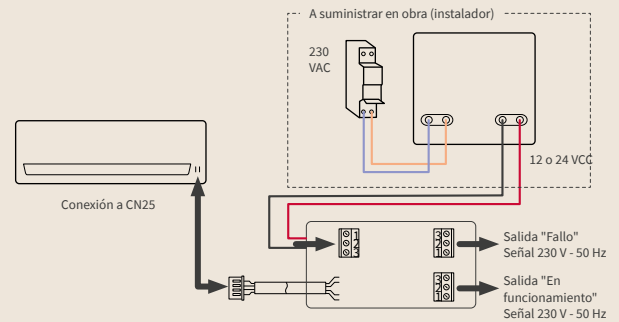 A suministrar en obra (instalador)
230
VAC
12 o 24 VCC
Conexión a CN25
1
2
3
3
2
1
Salida "Fallo"
Señal 230 V - 50 Hz
3
2
1
Salida "En
funcionamiento"
Señal 230 V - 50 Hz